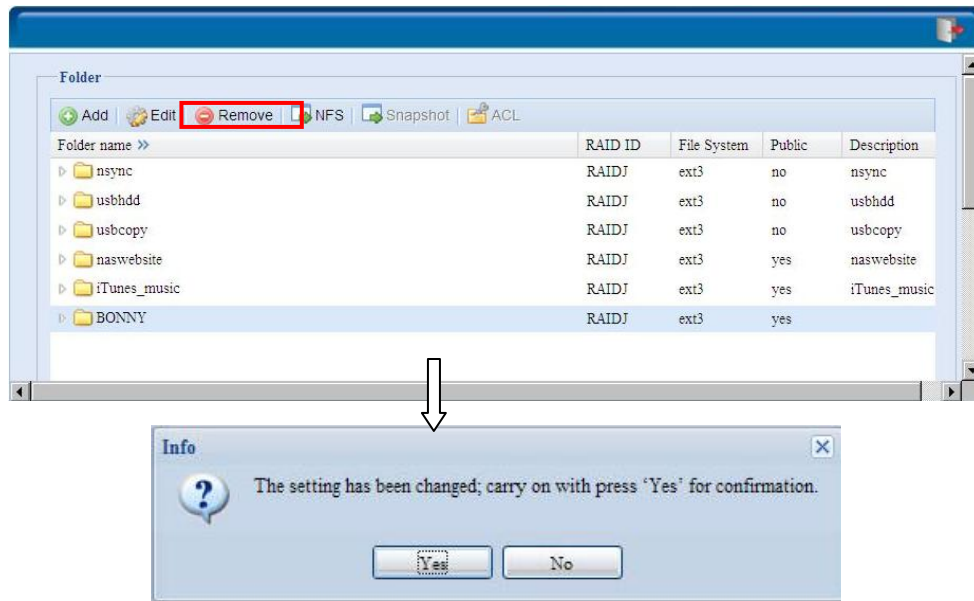 Folder
Add Edit Remove NFS Snapshot ACL
Folder name » RAID ID File System Public Description
nsync RAIDJ ext3 no nsync
usbhdd RAIDJ ext3 no usbhdd
usbcopy RAIDJ ext3 no usbcopy
naswebsite RAIDJ ext3 yes naswebsite
iTunes_music RAIDJ ext3 yes iTunes_music
BONNY RAIDJ ext3 yes
Info
The setting has been changed; carry on with press ‘Yes’ for confirmation.
Yes No